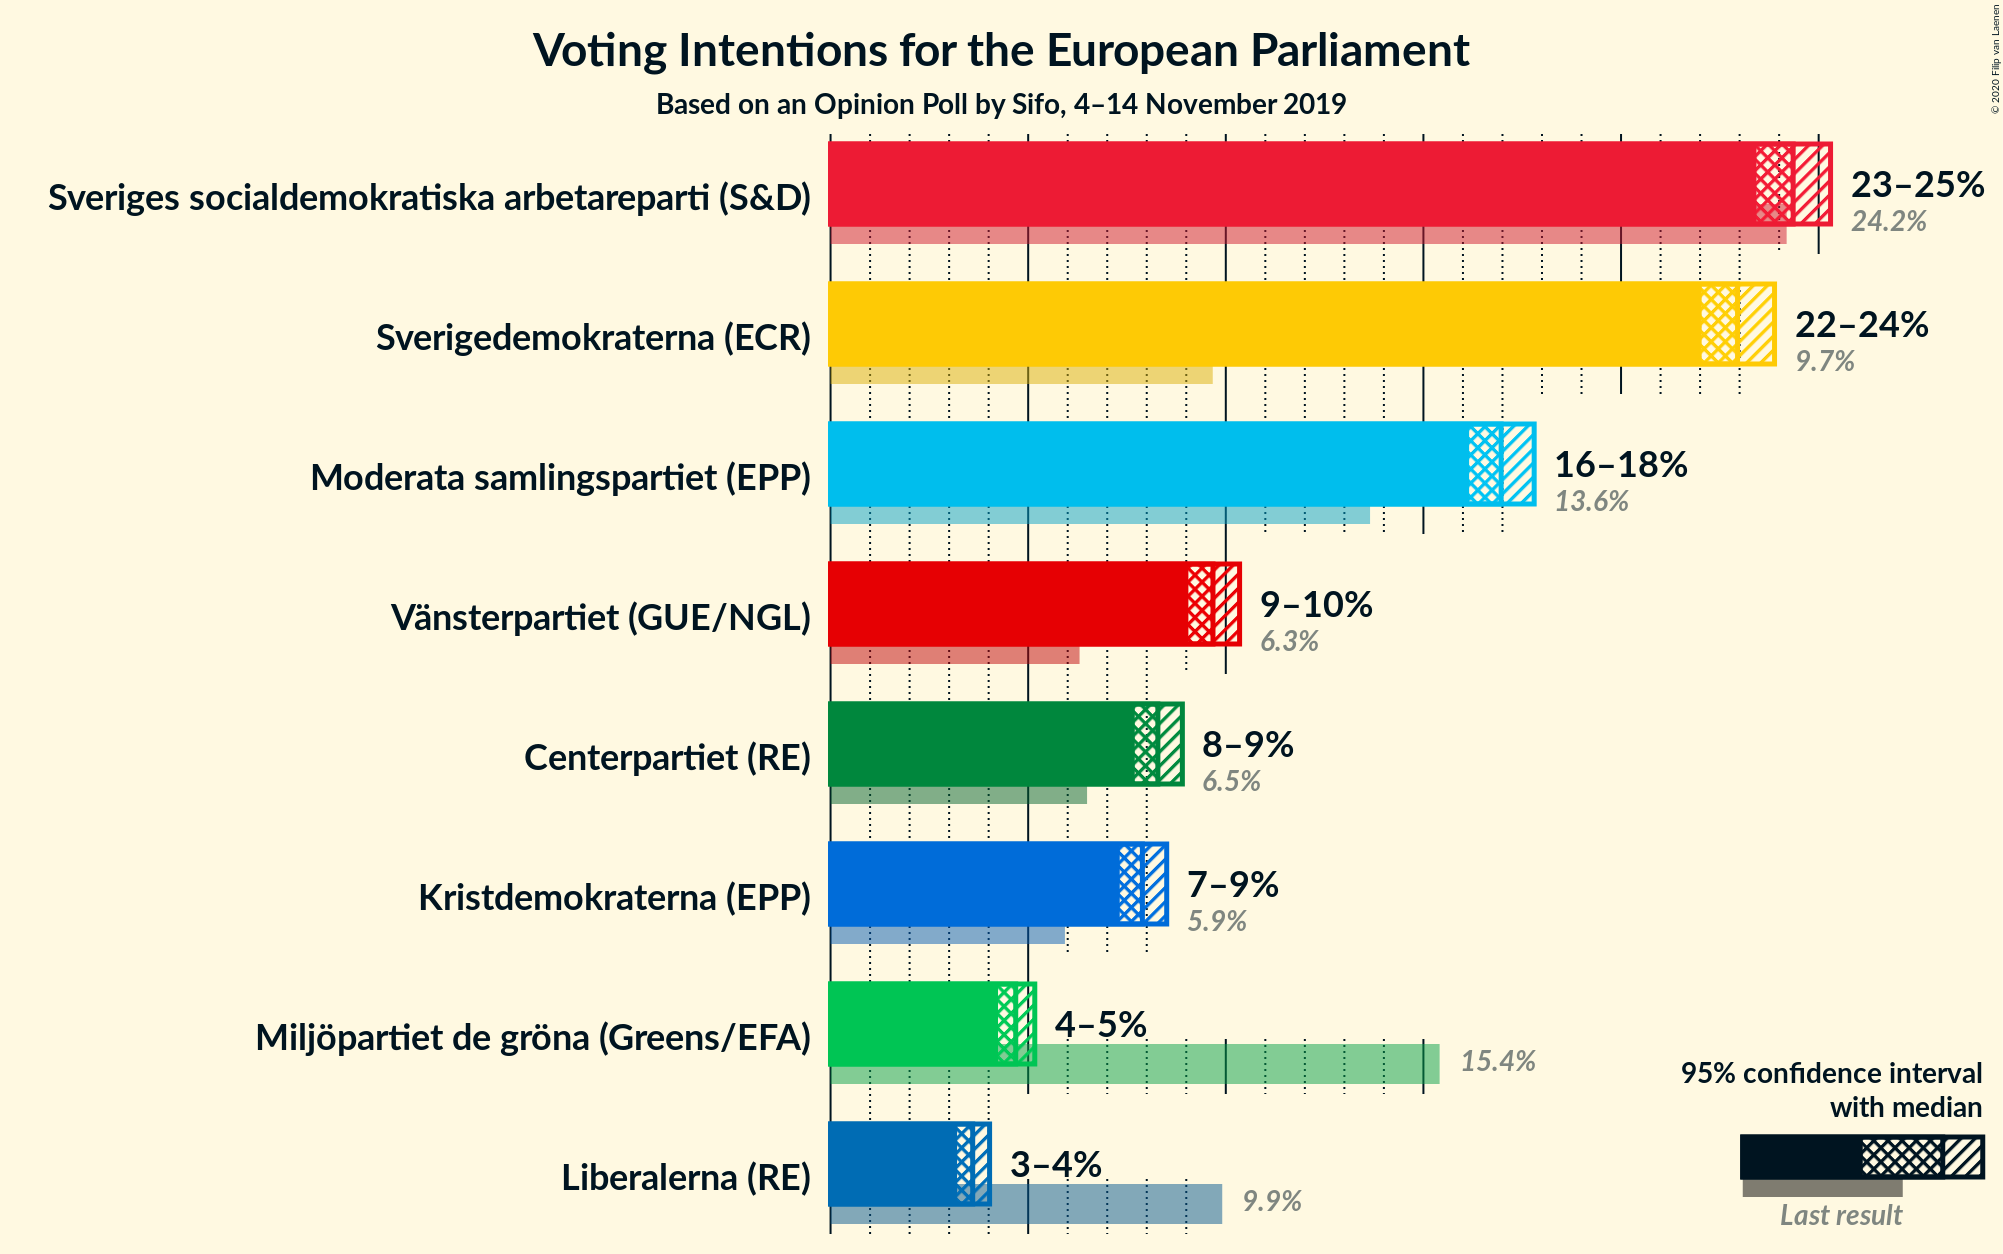 Voting Intentions for the European Parliament
Based on an Opinion Poll by Sifo, 4–14 November 2019
© 2020 Filip van Laenen
Sveriges socialdemokratiska arbetareparti (S&D)
23–25%
24.2%
Sverigedemokraterna (ECR)
22–24%
9.7%
Moderata samlingspartiet (EPP)
16–18%
13.6%
Vänsterpartiet (GUE/NGL)
9–10%
6.3%
Centerpartiet (RE)
8–9%
6.5%
Kristdemokraterna (EPP)
7–9%
5.9%
Miljöpartiet de gröna (Greens/EFA)
4–5%
15.4%
Liberalerna (RE)
3–4%
9.9%
95% confidence interval
with median
Last result